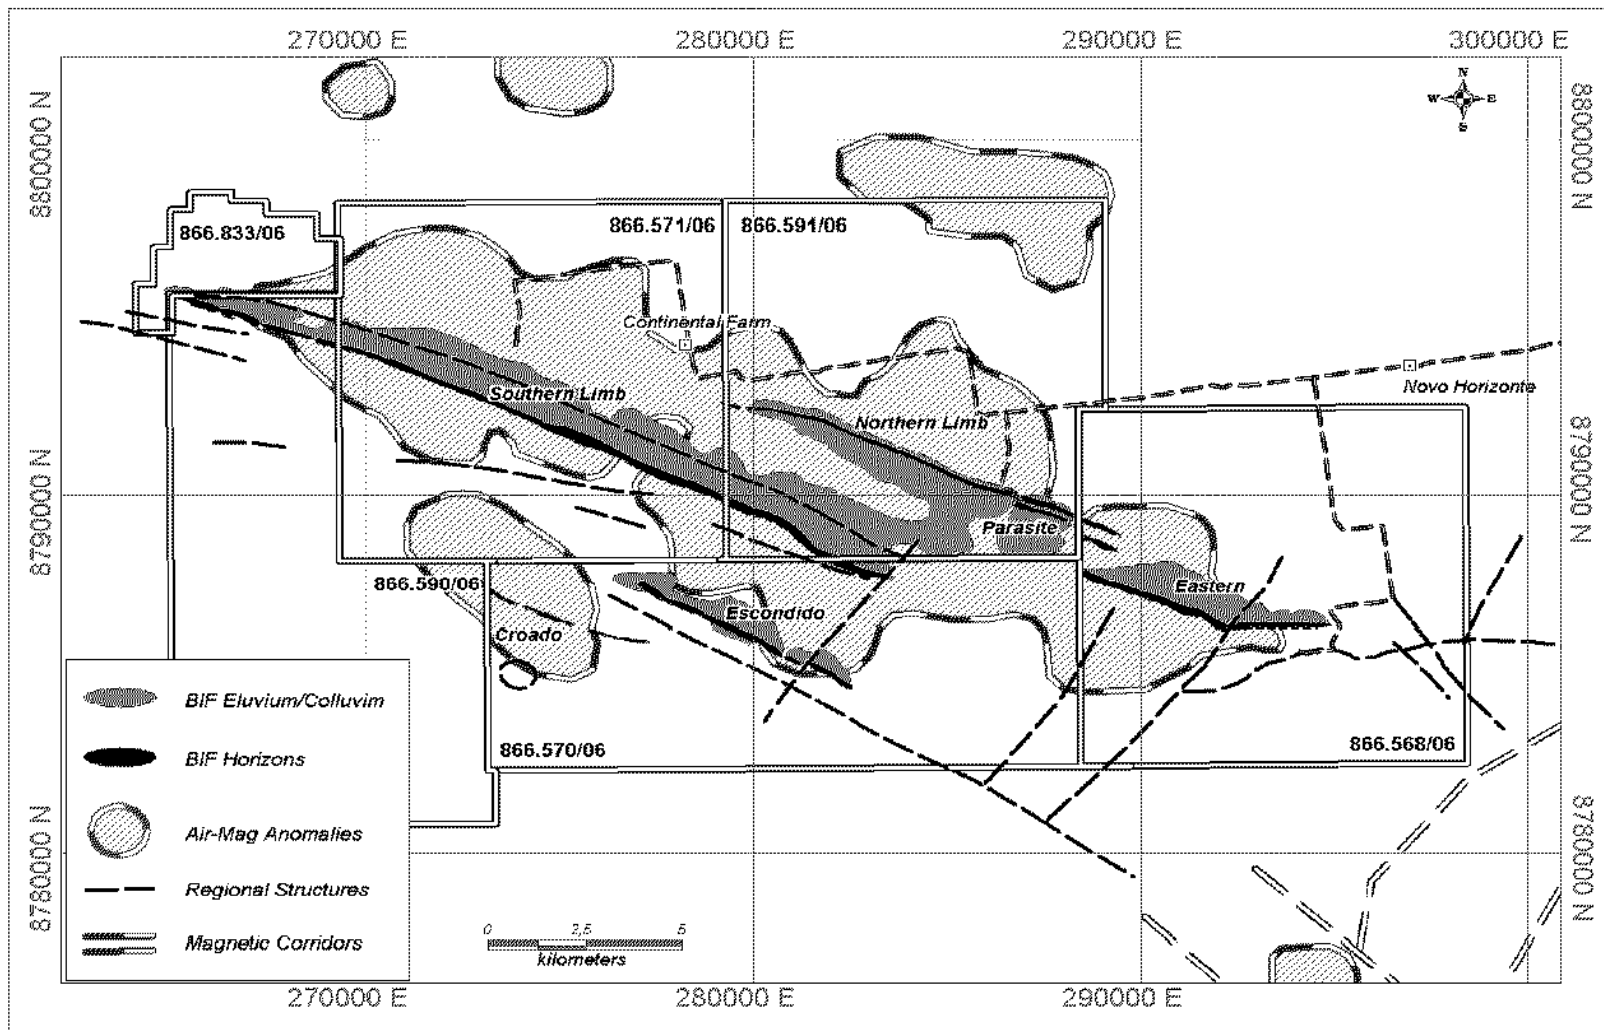 270000 E
280000 E
290000 E
300000 E
8800000 N
8800000 N
N
W E
S
866.833/06
866.571/06
866.591/06
Continental Farm
Novo Horizonte
Southern Limb
Northern Limb
8790000 N
8790000 N
Parasite
866.590/06
Eastern
Escondido
Croado
BIF Eluvium/Colluvim
BIF Horizons
Air-Mag Anomalies
Regional Structures
Magnetic Corridors
866.570/06
866.568/06
8780000 N
8780000 N
0 2,5 5
kilometers
270000 E
280000 E
290000 E